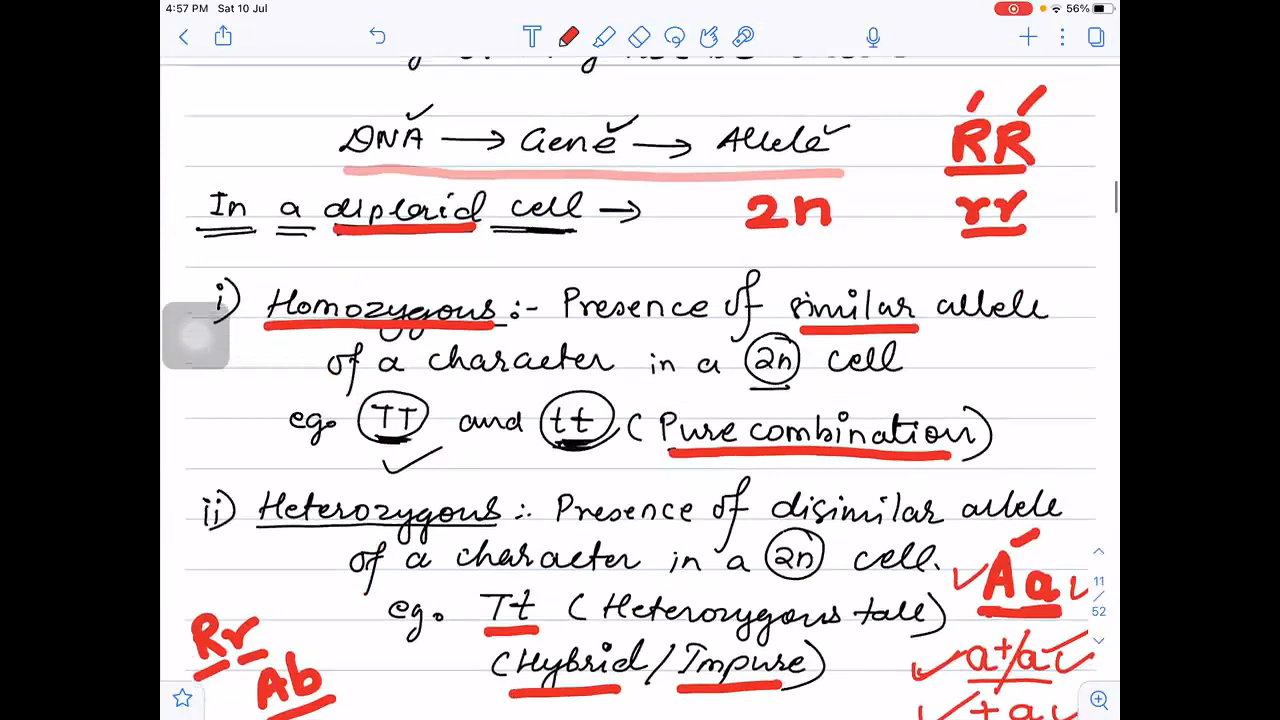 4:57 PM Sat 10 Jul 56%
DNA → Gene → Allele RR
In a diploid cell → 2n rr
i) Homozygous :- Presence of similar allele
of a character in a 2n cell
eg. TT and tt (Pure combination)
ii) Heterozygous :. Presence of disimilar allele
of a character in a 2n cell.
Aa
11
/
52
eg. Tt (Heterozygous tall)
Rr
(Hybrid/Impure) a+/a
Ab
+a